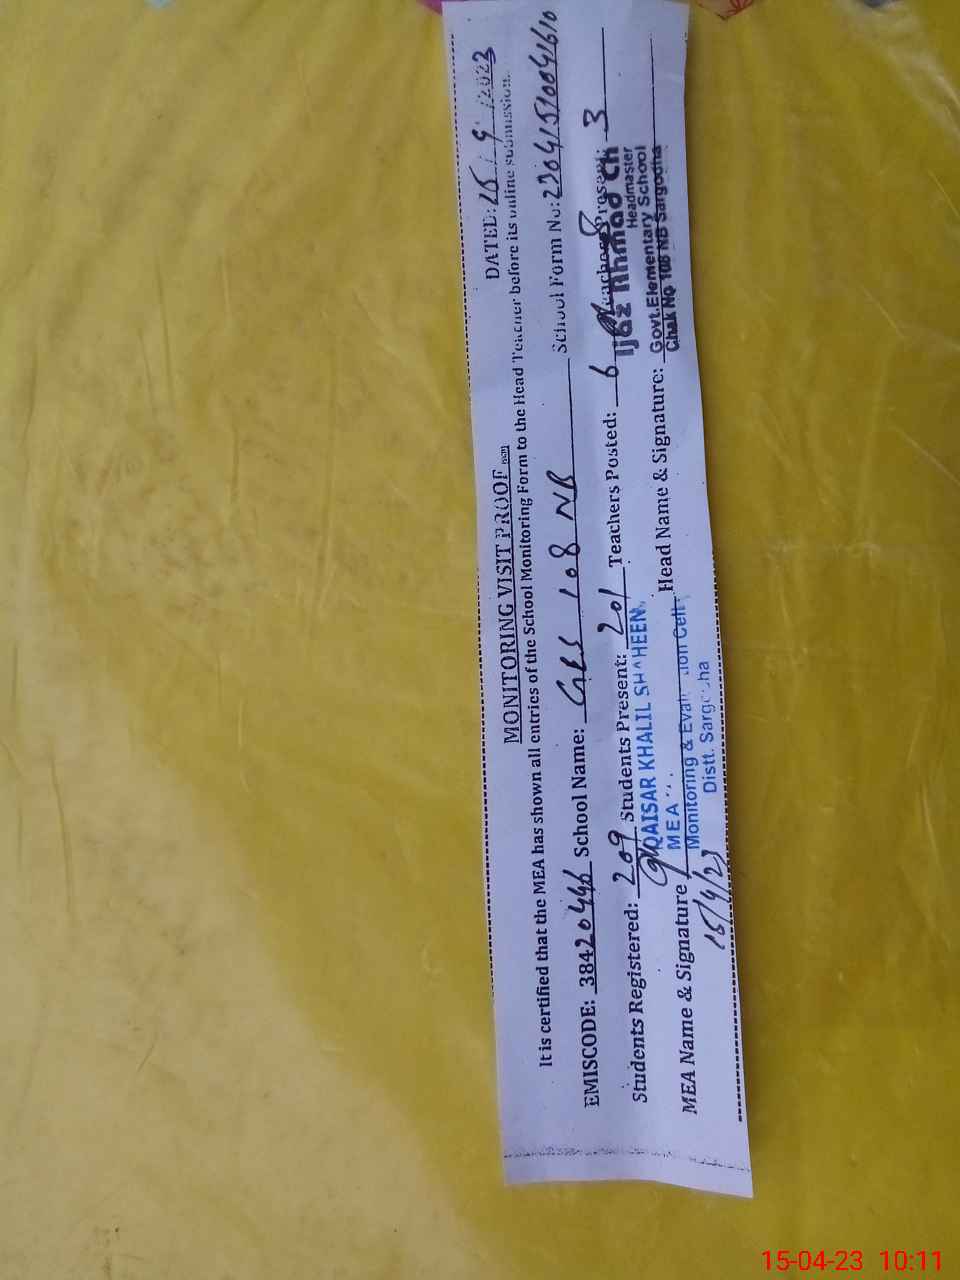 MONITORING VISIT PROOF
DATED: 15/4/2023
It is certified that the MEA has shown all entries of the School Monitoring Form to the Head Teacher before its online submission.
EMISCODE: 38420446 School Name: GES 108 NB School Form No:
Students Registered: 209 Students Present: 201 Teachers Posted: 6 Teachers Present: 3
MEA Name & Signature Head Name & Signature:
QAISAR KHALIL SHAHEEN
MEA
Monitoring & Evaluation Cell
Distt. Sargodha
15/4/23
Ijaz Ahmad Ch
Headmaster
Govt. Elementary School
Chak No 108 NB Sargodha
15-04-23 10:11